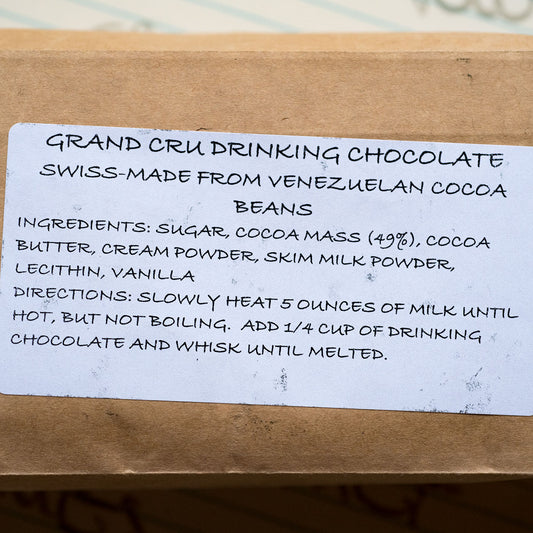 GRAND CRU DRINKING CHOCOLATE
SWISS-MADE FROM VENEZUELAN COCOA
BEANS
INGREDIENTS: SUGAR, COCOA MASS (49%), COCOA
BUTTER, CREAM POWDER, SKIM MILK POWDER,
LECITHIN, VANILLA
DIRECTIONS: SLOWLY HEAT 5 OUNCES OF MILK UNTIL
HOT, BUT NOT BOILING. ADD 1/4 CUP OF DRINKING
CHOCOLATE AND WHISK UNTIL MELTED.